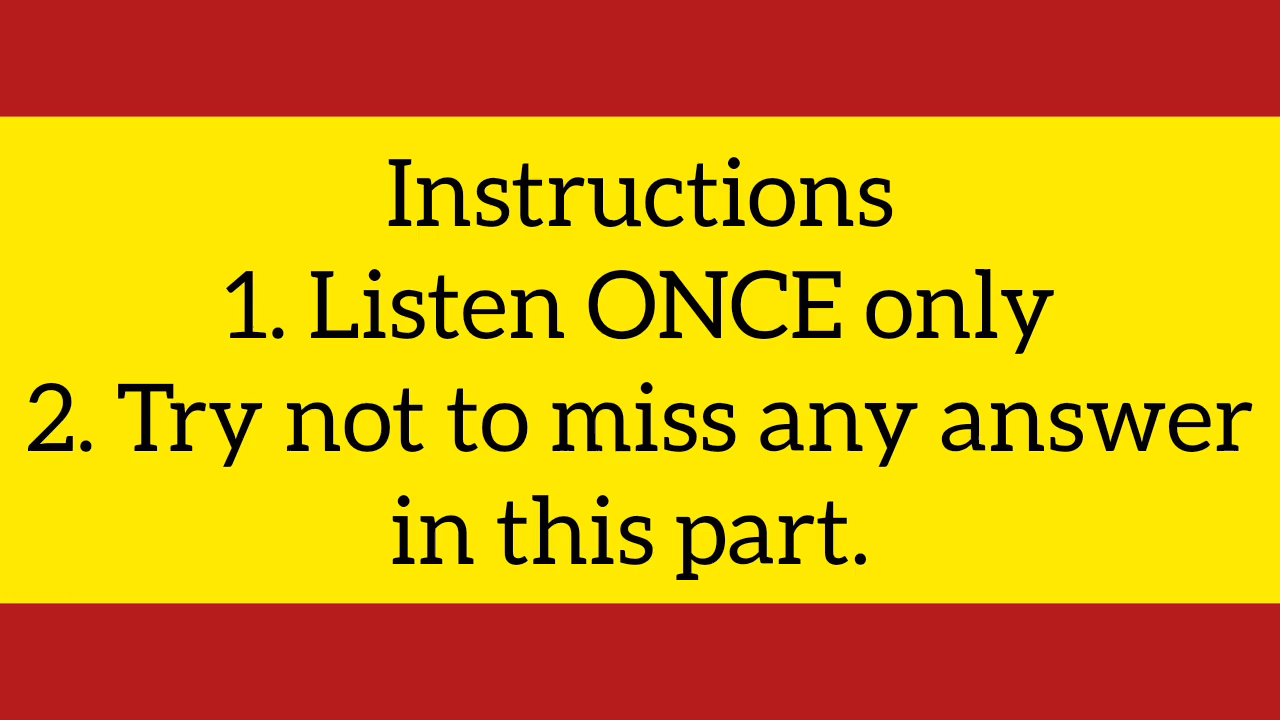 Instructions
1. Listen ONCE only
2. Try not to miss any answer
in this part.